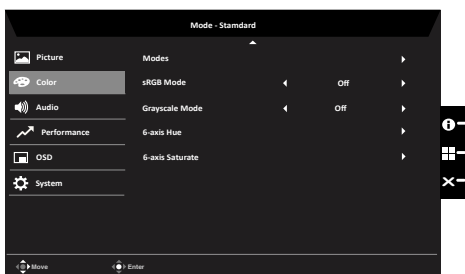 Mode - Standard
Picture
Modes
Color
sRGB Mode Off
Audio
Grayscale Mode Off
Performance
6-axis Hue
OSD
6-axis Saturate
System
Move Enter